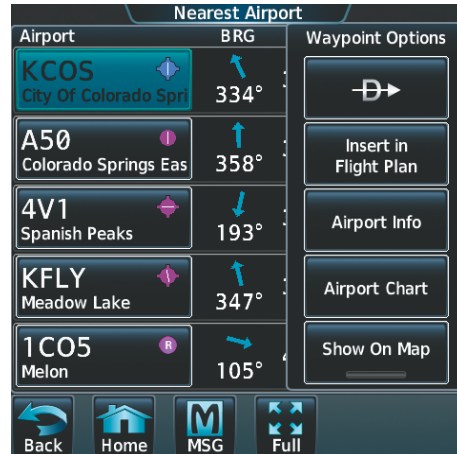 Nearest Airport
Airport
BRG
KCOS
City Of Colorado Spri
334°
A50
Colorado Springs Eas
358°
4V1
Spanish Peaks
193°
KFLY
Meadow Lake
347°
1CO5
R
Melon
105°
Waypoint Options
D
Insert in
Flight Plan
Airport Info
Airport Chart
Show On Map
Back
Home
M
MSG
Full